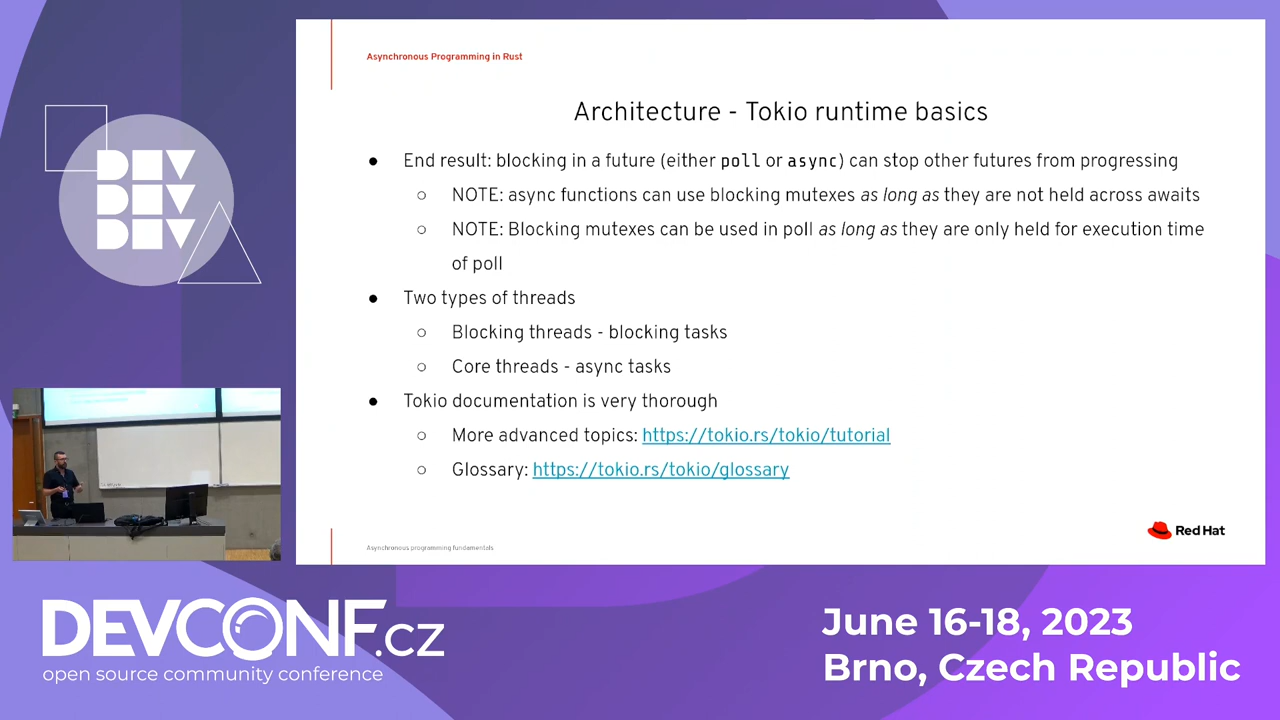 Asynchronous Programming in Rust
Architecture - Tokio runtime basics
● End result: blocking in a future (either poll or async) can stop other futures from progressing
○ NOTE: async functions can use blocking mutexes as long as they are not held across awaits
○ NOTE: Blocking mutexes can be used in poll as long as they are only held for execution time
of poll
● Two types of threads
○ Blocking threads - blocking tasks
○ Core threads - async tasks
● Tokio documentation is very thorough
○ More advanced topics: https://tokio.rs/tokio/tutorial
○ Glossary: https://tokio.rs/tokio/glossary
Red Hat
Asynchronous programming fundamentals
DEV
DEV
DEV
DEVCONF.cz
open source community conference
June 16-18, 2023
Brno, Czech Republic